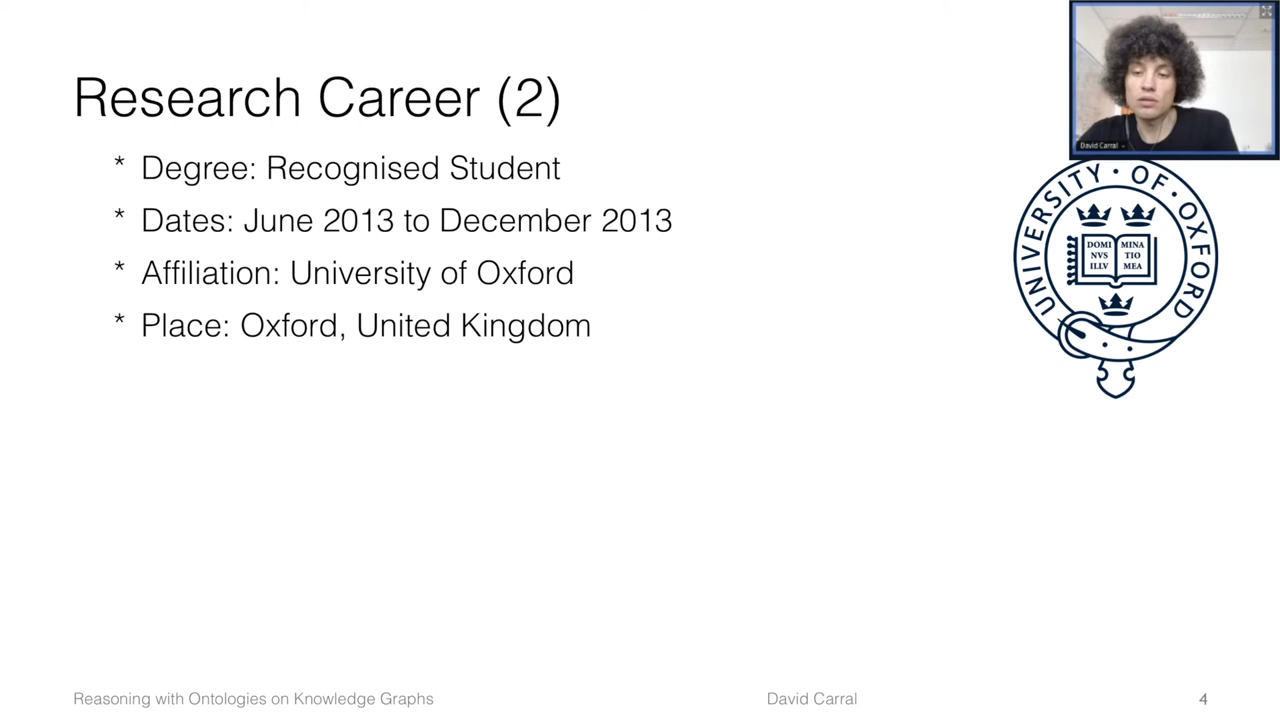 Research Career (2)
* Degree: Recognised Student
* Dates: June 2013 to December 2013
* Affiliation: University of Oxford
* Place: Oxford, United Kingdom
David Carral
UNIVERSITY · OF · OXFORD
DOMI MINA
NVS TIO
ILLV MEA
Reasoning with Ontologies on Knowledge Graphs
David Carral
4